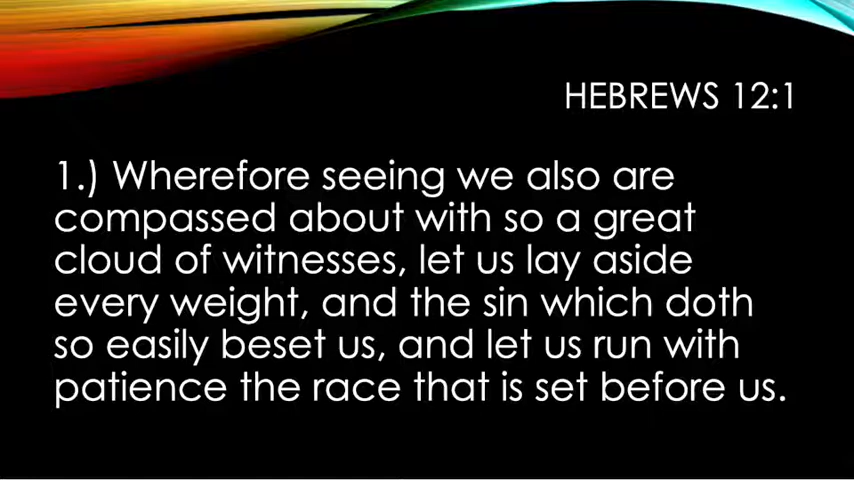 HEBREWS 12:1
1.) Wherefore seeing we also are
compassed about with so a great
cloud of witnesses, let us lay aside
every weight, and the sin which doth
so easily beset us, and let us run with
patience the race that is set before us.